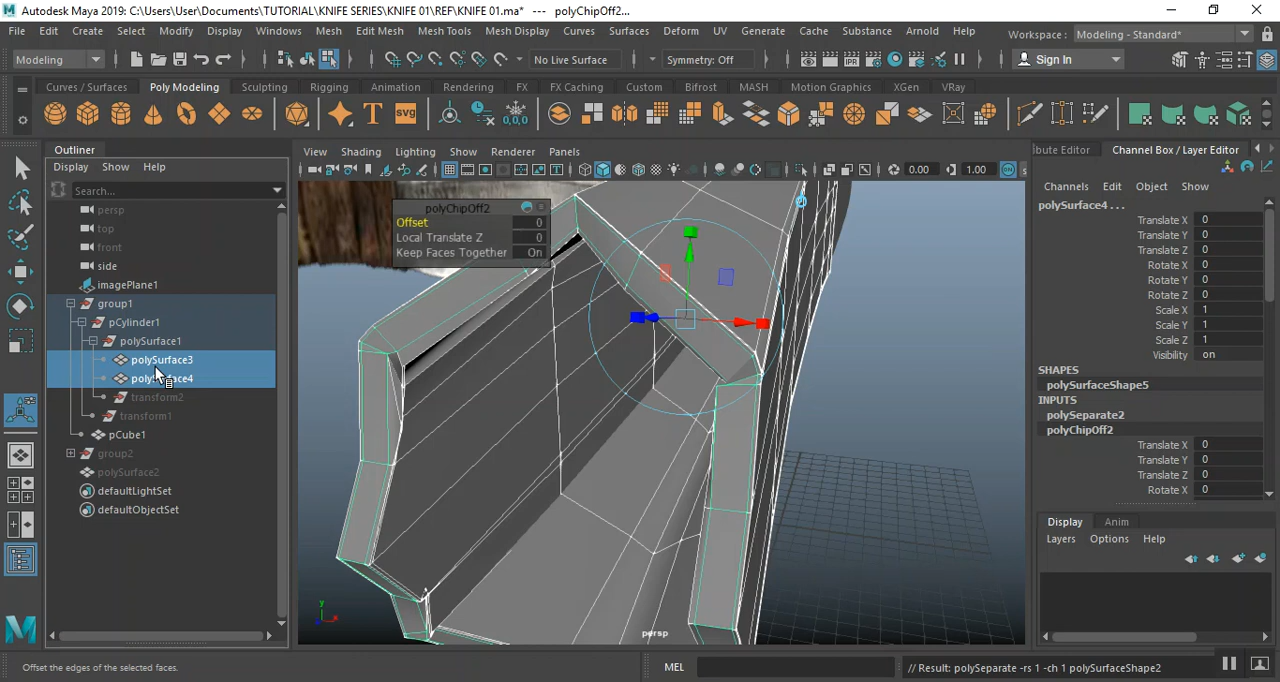 Autodesk Maya 2019: C:\Users\User\Documents\TUTORIAL\KNIFE SERIES\KNIFE 01\REF\KNIFE 01.ma* --- polyChipOff2...
File Edit Create Select Modify Display Windows Mesh Edit Mesh Mesh Tools Mesh Display Curves Surfaces Deform UV Generate Cache Substance Arnold Help Workspace : Modeling - Standard*
Modeling No Live Surface Symmetry: Off Sign In
Curves / Surfaces Poly Modeling Sculpting Rigging Animation Rendering FX FX Caching Custom Bifrost MASH Motion Graphics XGen VRay
Outliner
Display Show Help
Search...
persp
top
front
side
imagePlane1
group1
pCylinder1
polySurface1
polySurface3
transform2
transform1
pCube1
group2
polySurface2
defaultLightSet
defaultObjectSet
View Shading Lighting Show Renderer Panels
0.00 1.00
polyChipOff2
Offset 0
Local Translate Z 0
Keep Faces Together On
persp
Channel Box / Layer Editor
Channels Edit Object Show
polySurface4 . . .
Translate X 0
Translate Y 0
Translate Z 0
Rotate X 0
Rotate Y 0
Rotate Z 0
Scale X 1
Scale Y 1
Scale Z 1
Visibility on
SHAPES
polySurfaceShape5
INPUTS
polySeparate2
polyChipOff2
Translate X 0
Translate Y 0
Translate Z 0
Rotate X 0
Display Anim
Layers Options Help
Offset the edges of the selected faces.
MEL
// Result: polySeparate -rs 1 -ch 1 polySurfaceShape2